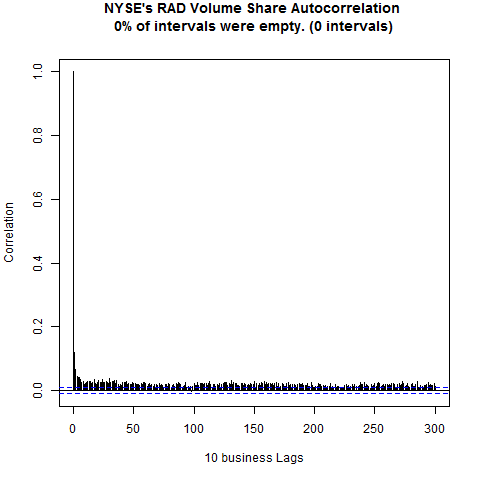 NYSE's RAD Volume Share Autocorrelation
0% of intervals were empty. (0 intervals)
Correlation
1.0
0.8
0.6
0.4
0.2
0.0
0 50 100 150 200 250 300
10 business Lags